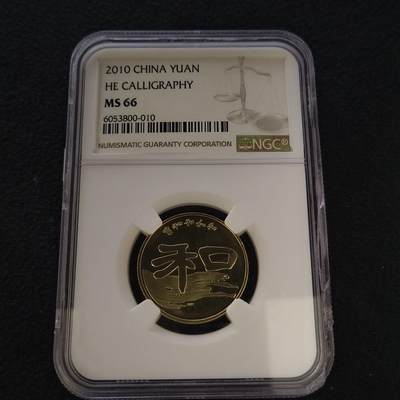 2010 CHINA YUAN
HE CALLIGRAPHY
MS 66
6053800-010
NUMISMATIC GUARANTY CORPORATION
NGC®
和